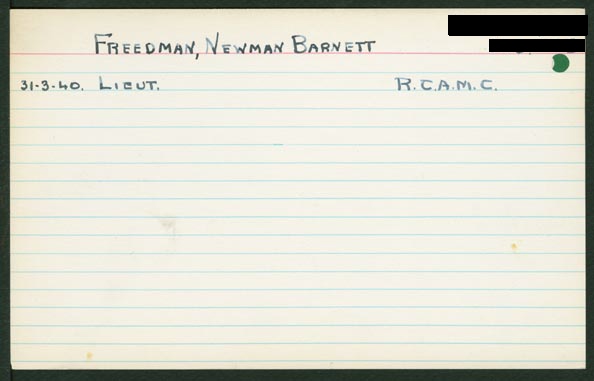 FREEDMAN, NEWMAN BARNETT
31-3-40. LIEUT. R.C.A.M.C.